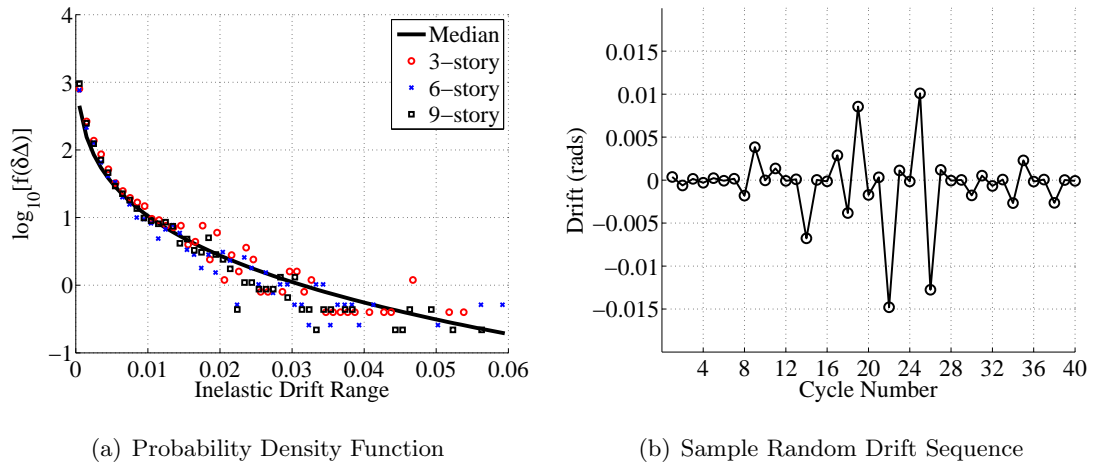 4
3
2
1
0
−1
log10[f(δΔ)]
Median
3−story
6−story
9−story
0 0.01 0.02 0.03 0.04 0.05 0.06
Inelastic Drift Range
(a) Probability Density Function
0.015
0.01
0.005
0
−0.005
−0.01
−0.015
Drift (rads)
4 8 12 16 20 24 28 32 36 40
Cycle Number
(b) Sample Random Drift Sequence